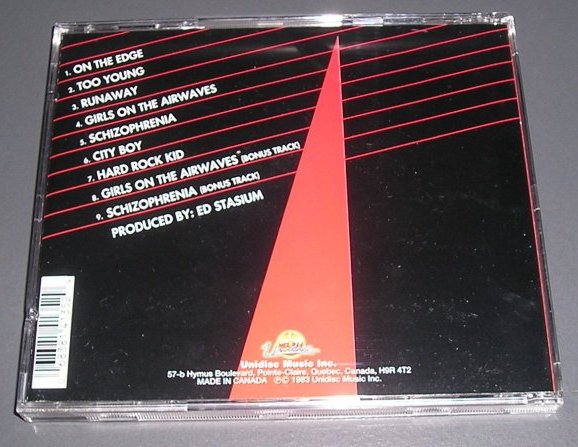 1. ON THE EDGE
2. TOO YOUNG
3. RUNAWAY
4. GIRLS ON THE AIRWAVES
5. SCHIZOPHRENIA
6. CITY BOY
7. HARD ROCK KID
8. GIRLS ON THE AIRWAVES (BONUS TRACK)
9. SCHIZOPHRENIA (BONUS TRACK)
PRODUCED BY: ED STASIUM
Unidisc Music Inc.
57-b Hymus Boulevard, Pointe-Claire, Quebec, Canada, H9R 4T2
MADE IN CANADA ℗© 1983 Unidisc Music Inc.